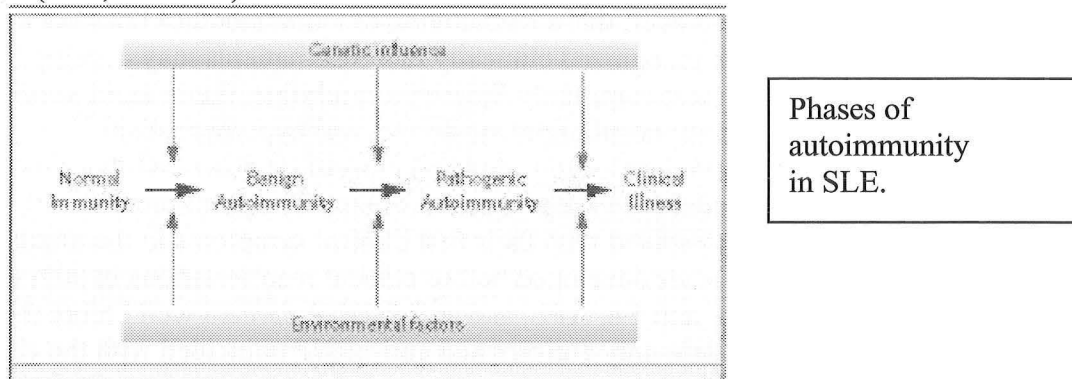 Genetic influence
Normal Immunity
Benign Autoimmunity
Pathogenic Autoimmunity
Clinical Illness
Environmental factors
Phases of
autoimmunity
in SLE.